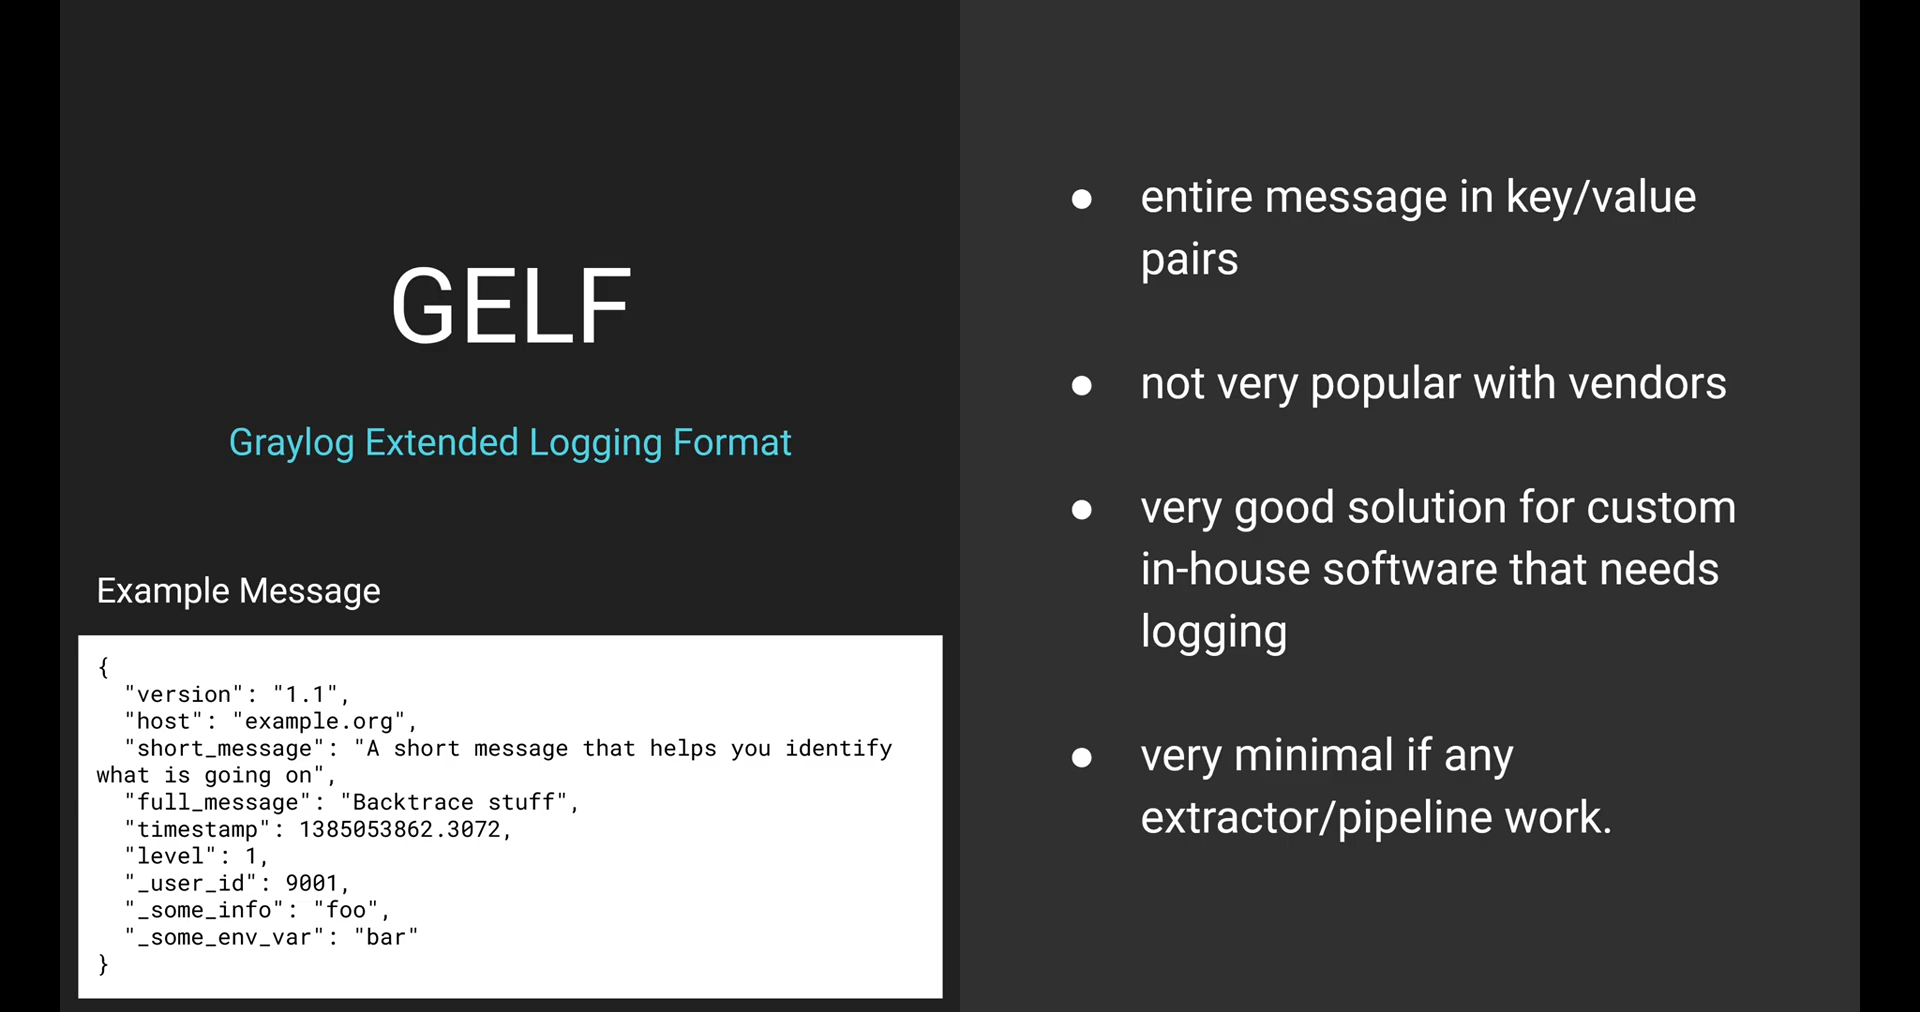 GELF
Graylog Extended Logging Format
Example Message
{
  "version": "1.1",
  "host": "example.org",
  "short_message": "A short message that helps you identify
what is going on",
  "full_message": "Backtrace stuff",
  "timestamp": 1385053862.3072,
  "level": 1,
  "_user_id": 9001,
  "_some_info": "foo",
  "_some_env_var": "bar"
}
● entire message in key/value
pairs
● not very popular with vendors
● very good solution for custom
in-house software that needs
logging
● very minimal if any
extractor/pipeline work.